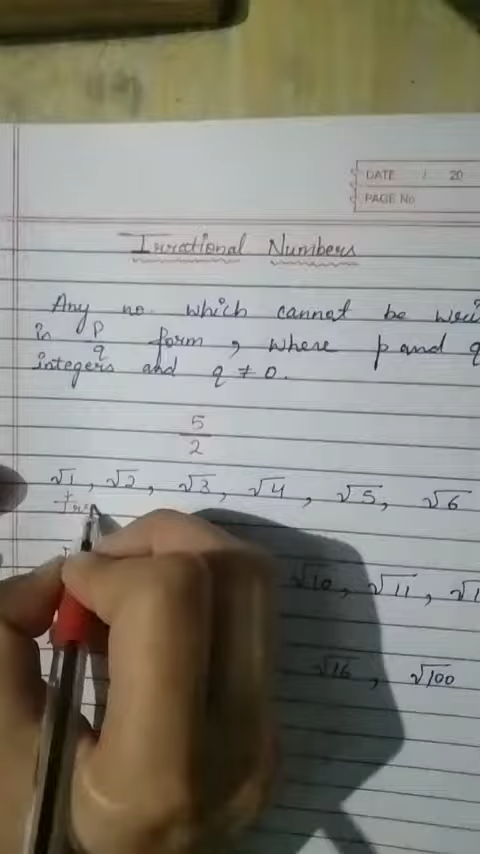 DATE / 20
PAGE No
Irrational Numbers
Any no. which cannot be
in p/q form, where p and q
integers and q ≠ 0.
5/2
√1, √2, √3, √4, √5, √6
√10, √11,
√16, √100